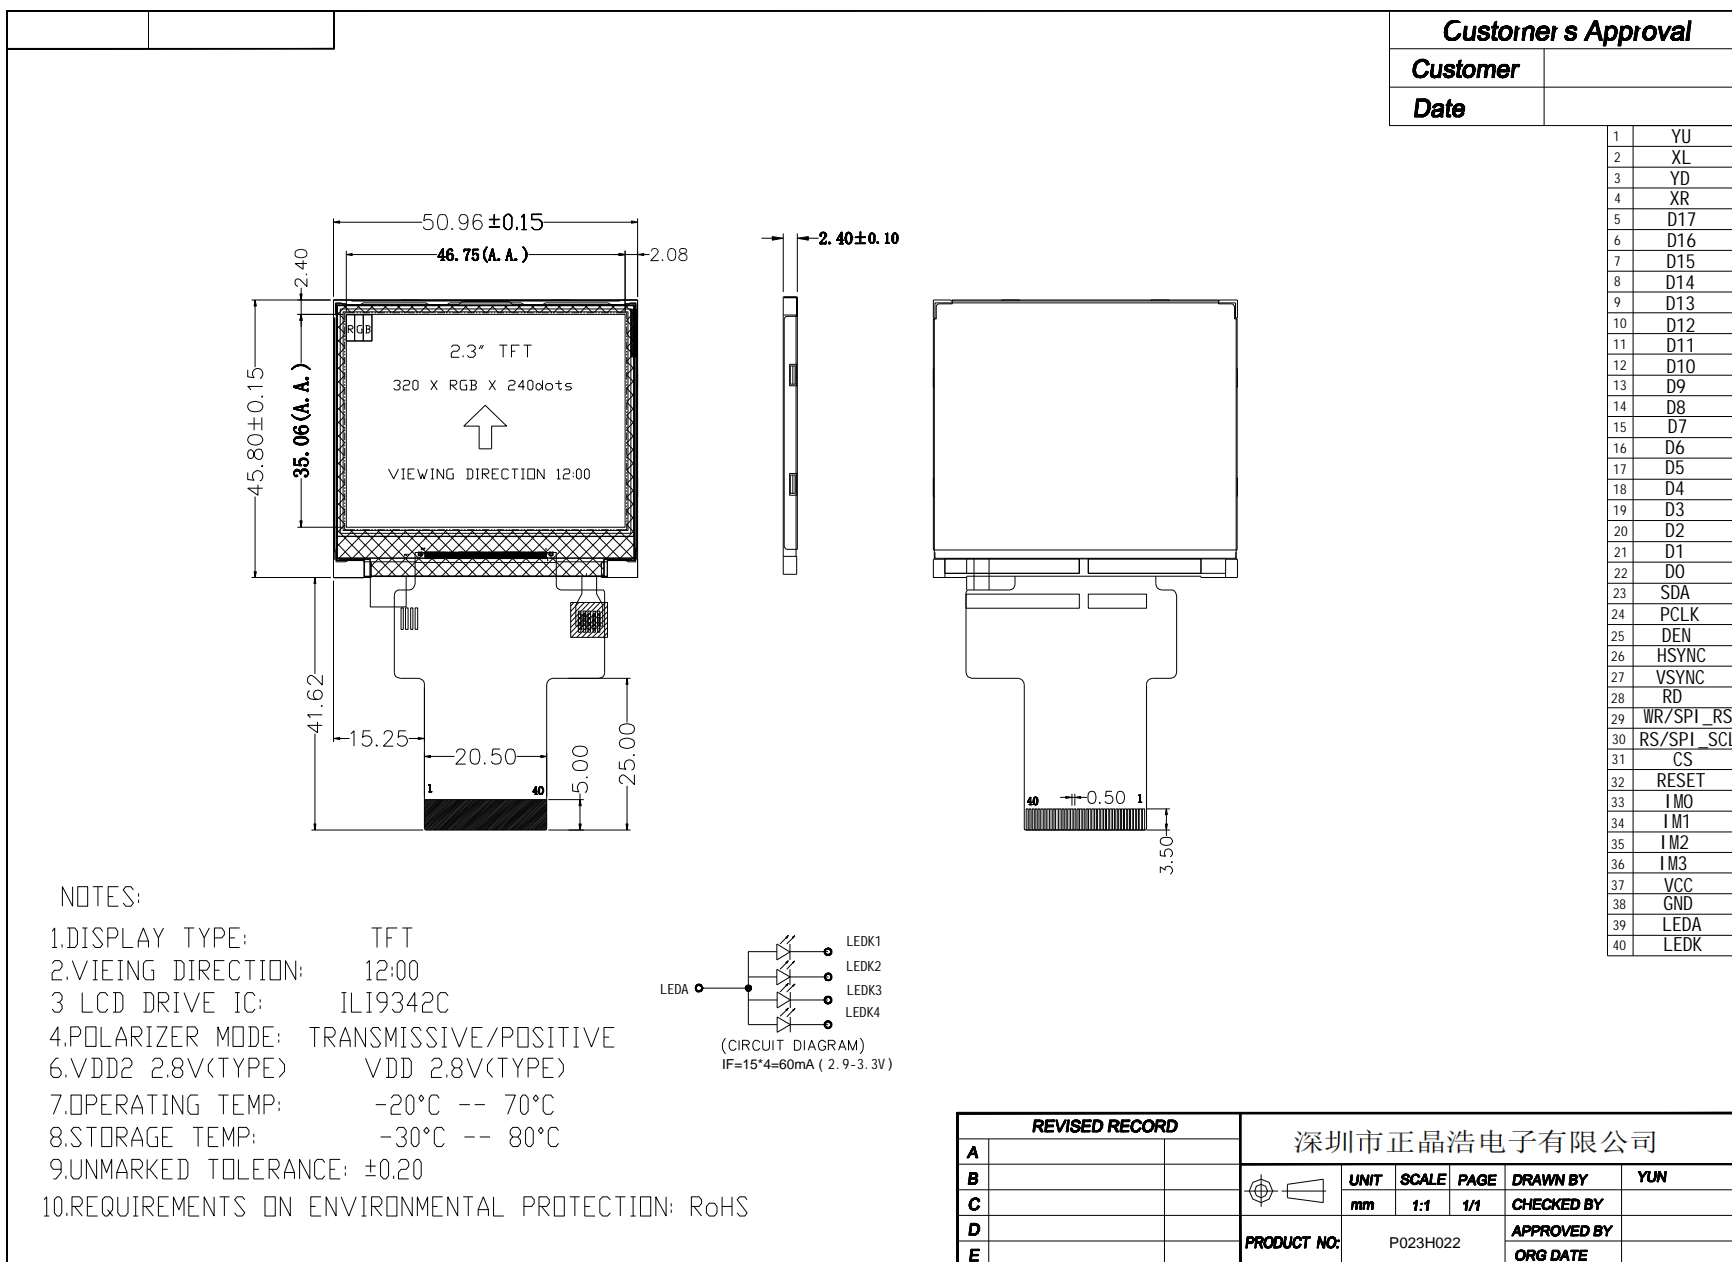 Customer s Approval
Customer
Date
1 YU
2 XL
3 YD
4 XR
5 D17
6 D16
7 D15
8 D14
9 D13
10 D12
11 D11
12 D10
13 D9
14 D8
15 D7
16 D6
17 D5
18 D4
19 D3
20 D2
21 D1
22 D0
23 SDA
24 PCLK
25 DEN
26 HSYNC
27 VSYNC
28 RD
29 WR/SPI_RS
30 RS/SPI_SCL
31 CS
32 RESET
33 IM0
34 IM1
35 IM2
36 IM3
37 VCC
38 GND
39 LEDA
40 LEDK
50.96±0.15
46.75(A.A.)
2.08
2.40
45.80±0.15
35.06(A.A.)
R G B
2.3" TFT
320 X RGB X 240dots
VIEWING DIRECTION 12:00
2.40±0.10
41.62
15.25
20.50
5.00
25.00
1 40
40 0.50 1
3.50
NOTES:
1.DISPLAY TYPE: TFT
2.VIEING DIRECTION: 12:00
3 LCD DRIVE IC: ILI9342C
4.POLARIZER MODE: TRANSMISSIVE/POSITIVE
6.VDD2 2.8V(TYPE) VDD 2.8V(TYPE)
7.OPERATING TEMP: -20°C -- 70°C
8.STORAGE TEMP: -30°C -- 80°C
9.UNMARKED TOLERANCE: ±0.20
10.REQUIREMENTS ON ENVIRONMENTAL PROTECTION: RoHS
LEDA
LEDK1
LEDK2
LEDK3
LEDK4
(CIRCUIT DIAGRAM)
IF=15*4=60mA ( 2.9-3.3V )
REVISED RECORD
A
B
C
D
E
深圳市正晶浩电子有限公司
UNIT SCALE PAGE DRAWN BY YUN
mm 1:1 1/1 CHECKED BY
PRODUCT NO: P023H022
APPROVED BY
ORG DATE